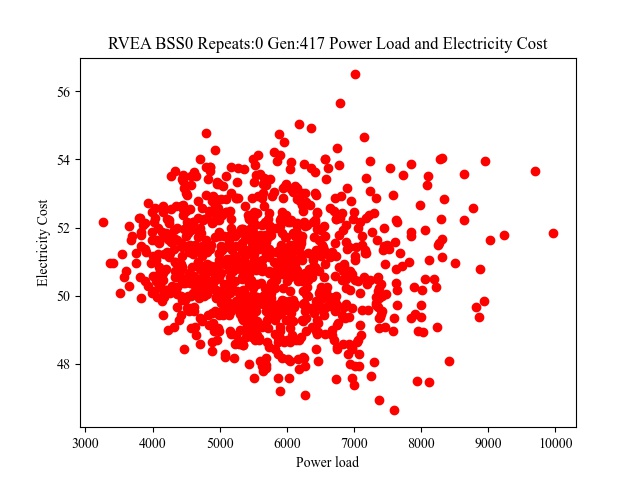 RVEA BSS0 Repeats:0 Gen:417 Power Load and Electricity Cost
56
54
52
50
48
Electricity Cost
3000 4000 5000 6000 7000 8000 9000 10000
Power load